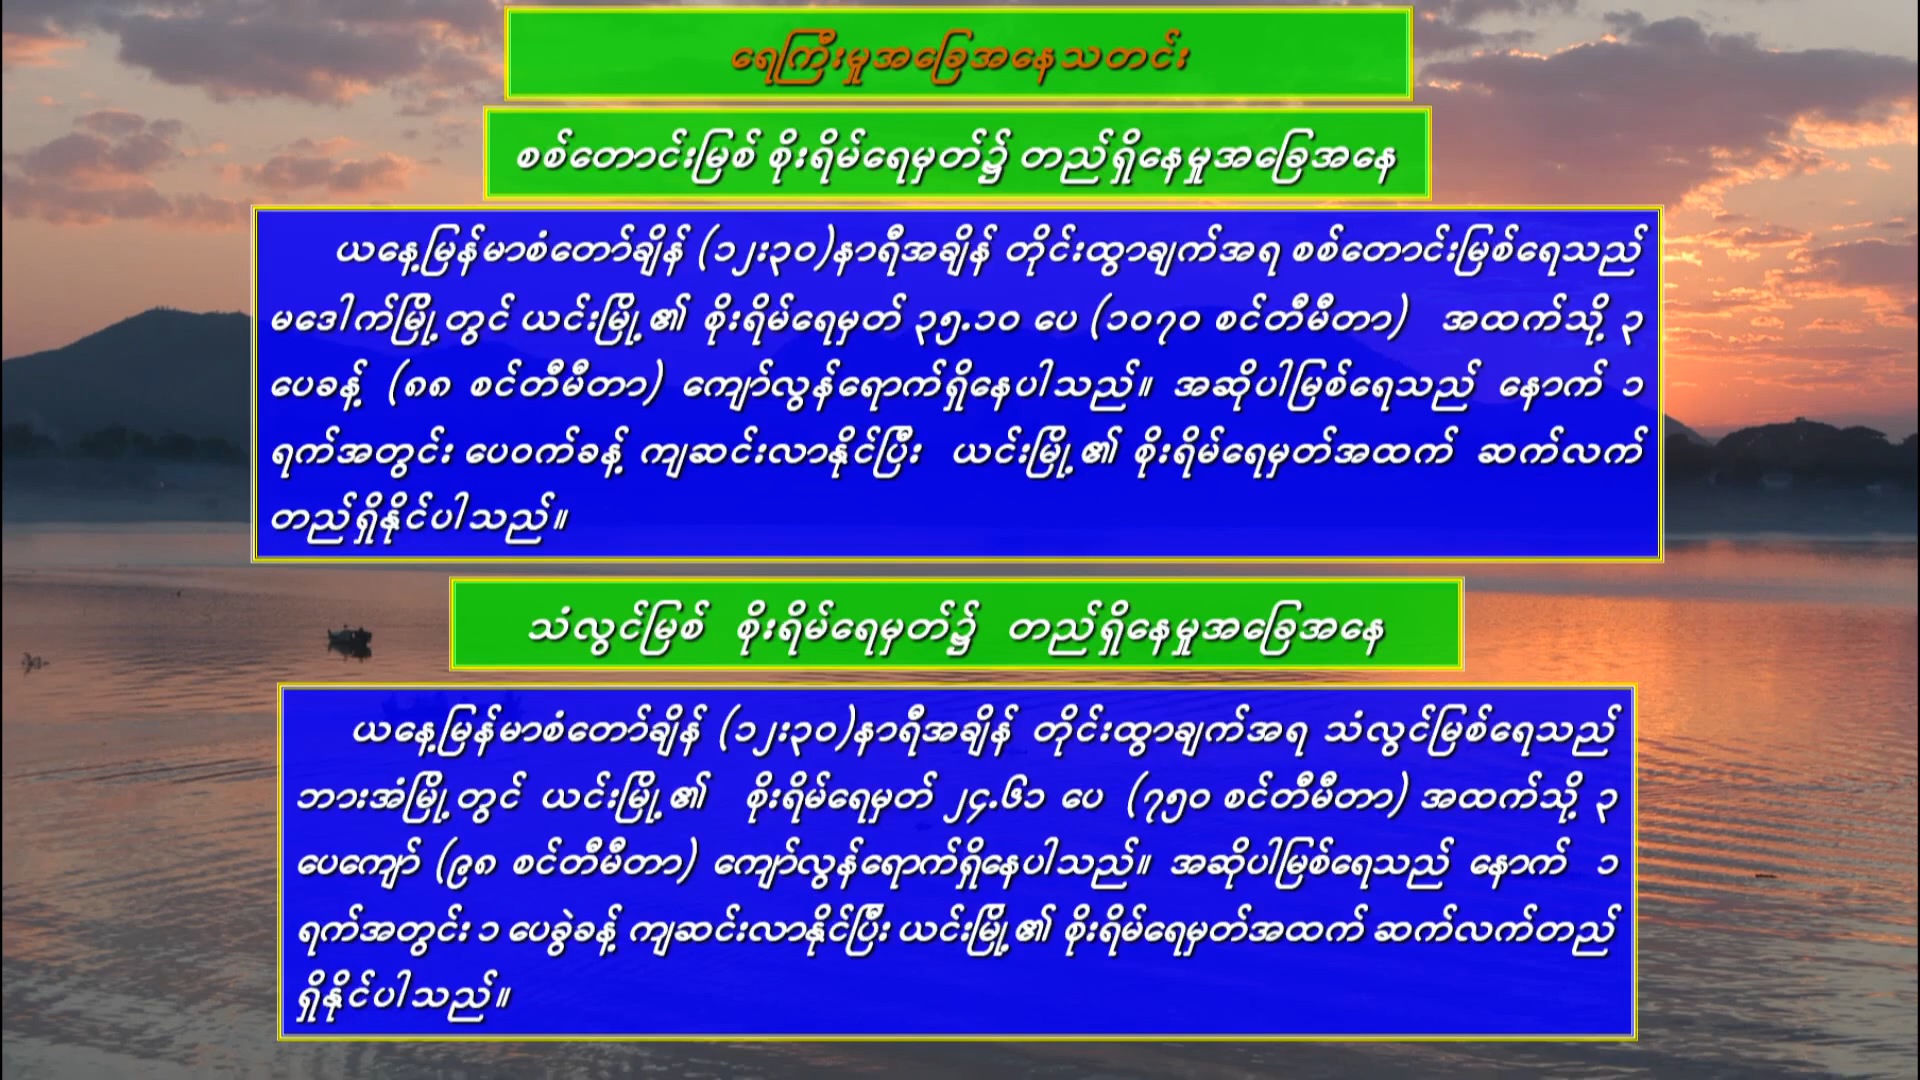 ရေကြီးမှုအခြေအနေသတင်း
စစ်တောင်းမြစ် စိုးရိမ်ရေမှတ်၌ တည်ရှိနေမှုအခြေအနေ
ယနေ့မြန်မာစံတော်ချိန် (၁၂း၃၀)နာရီအချိန် တိုင်းထွာချက်အရ စစ်တောင်းမြစ်ရေသည်
မဒေါက်မြို့တွင် ယင်းမြို့၏ စိုးရိမ်ရေမှတ် ၃၅.၁၀ ပေ (၁၀၇၀ စင်တီမီတာ) အထက်သို့ ၃
ပေခန့် (၈၈ စင်တီမီတာ) ကျော်လွန်ရောက်ရှိနေပါသည်။ အဆိုပါမြစ်ရေသည် နောက် ၁
ရက်အတွင်း ပေဝက်ခန့် ကျဆင်းလာနိုင်ပြီး ယင်းမြို့၏ စိုးရိမ်ရေမှတ်အထက် ဆက်လက်
တည်ရှိနိုင်ပါသည်။
သံလွင်မြစ် စိုးရိမ်ရေမှတ်၌ တည်ရှိနေမှုအခြေအနေ
ယနေ့မြန်မာစံတော်ချိန် (၁၂း၃၀)နာရီအချိန် တိုင်းထွာချက်အရ သံလွင်မြစ်ရေသည်
ဘားအံမြို့တွင် ယင်းမြို့၏ စိုးရိမ်ရေမှတ် ၂၄.၆၁ ပေ (၇၅၀ စင်တီမီတာ) အထက်သို့ ၃
ပေကျော် (၉၈ စင်တီမီတာ) ကျော်လွန်ရောက်ရှိနေပါသည်။ အဆိုပါမြစ်ရေသည် နောက် ၁
ရက်အတွင်း ၁ ပေခွဲခန့် ကျဆင်းလာနိုင်ပြီး ယင်းမြို့၏ စိုးရိမ်ရေမှတ်အထက် ဆက်လက်တည်
ရှိနိုင်ပါသည်။